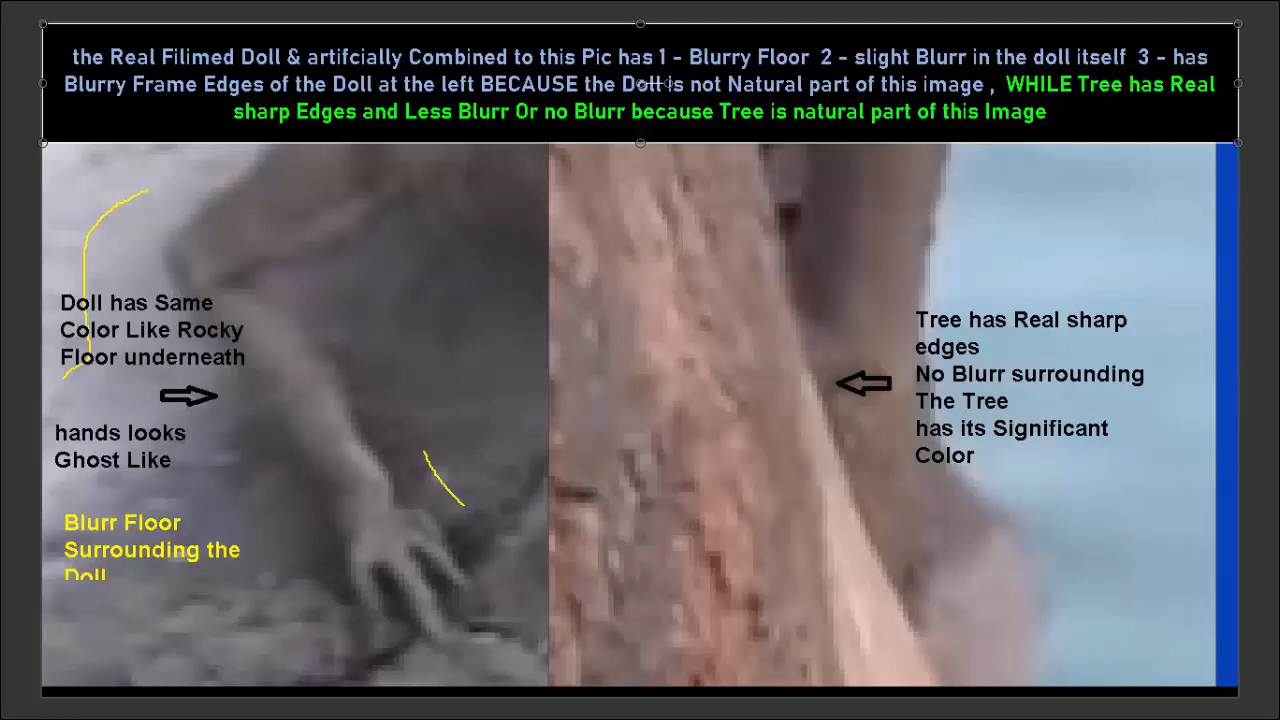 the Real Filimed Doll & artifcially Combined to this Pic has 1 - Blurry Floor 2 - slight Blurr in the doll itself 3 - has
Blurry Frame Edges of the Doll at the left BECAUSE the Doll is not Natural part of this image , WHILE Tree has Real
sharp Edges and Less Blurr Or no Blurr because Tree is natural part of this Image
Doll has Same
Color Like Rocky
Floor underneath
hands looks
Ghost Like
Blurr Floor
Surrounding the
Doll
Tree has Real sharp
edges
No Blurr surrounding
The Tree
has its Significant
Color